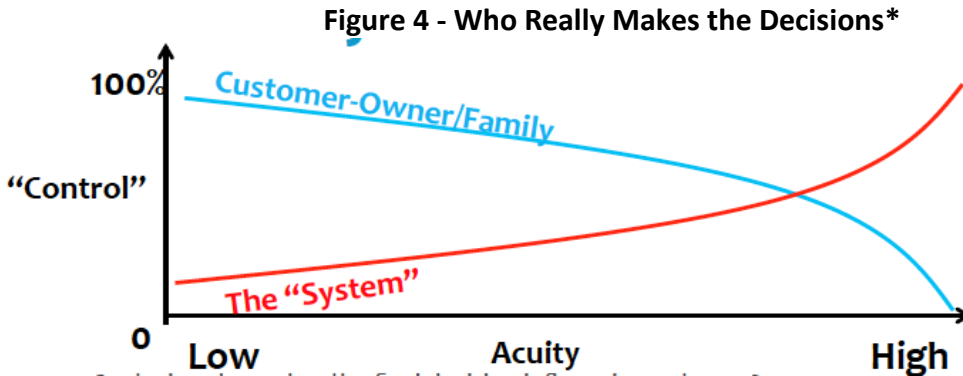 Figure 4 - Who Really Makes the Decisions*
100%
Customer-Owner/Family
"Control"
The "System"
0
Low
Acuity
High